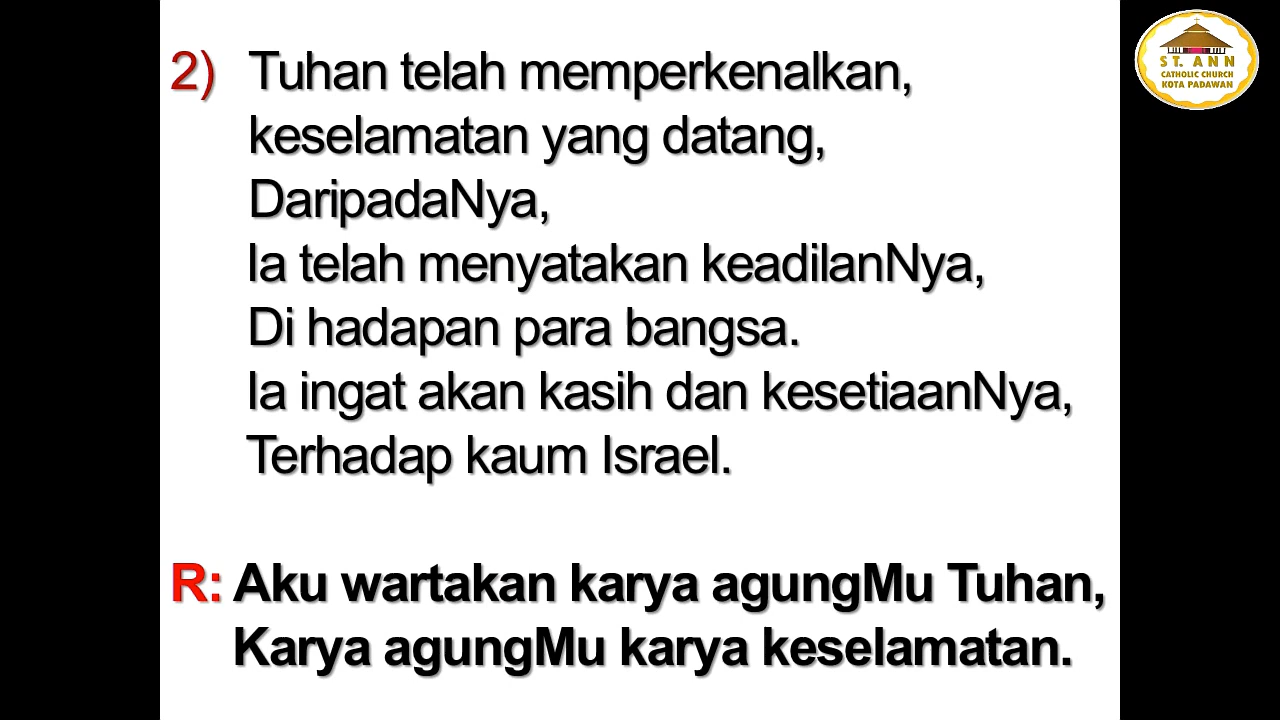 2) Tuhan telah memperkenalkan,
keselamatan yang datang,
DaripadaNya,
Ia telah menyatakan keadilanNya,
Di hadapan para bangsa.
Ia ingat akan kasih dan kesetiaanNya,
Terhadap kaum Israel.
R: Aku wartakan karya agungMu Tuhan,
Karya agungMu karya keselamatan.
ST. ANN
CATHOLIC CHURCH
KOTA PADAWAN